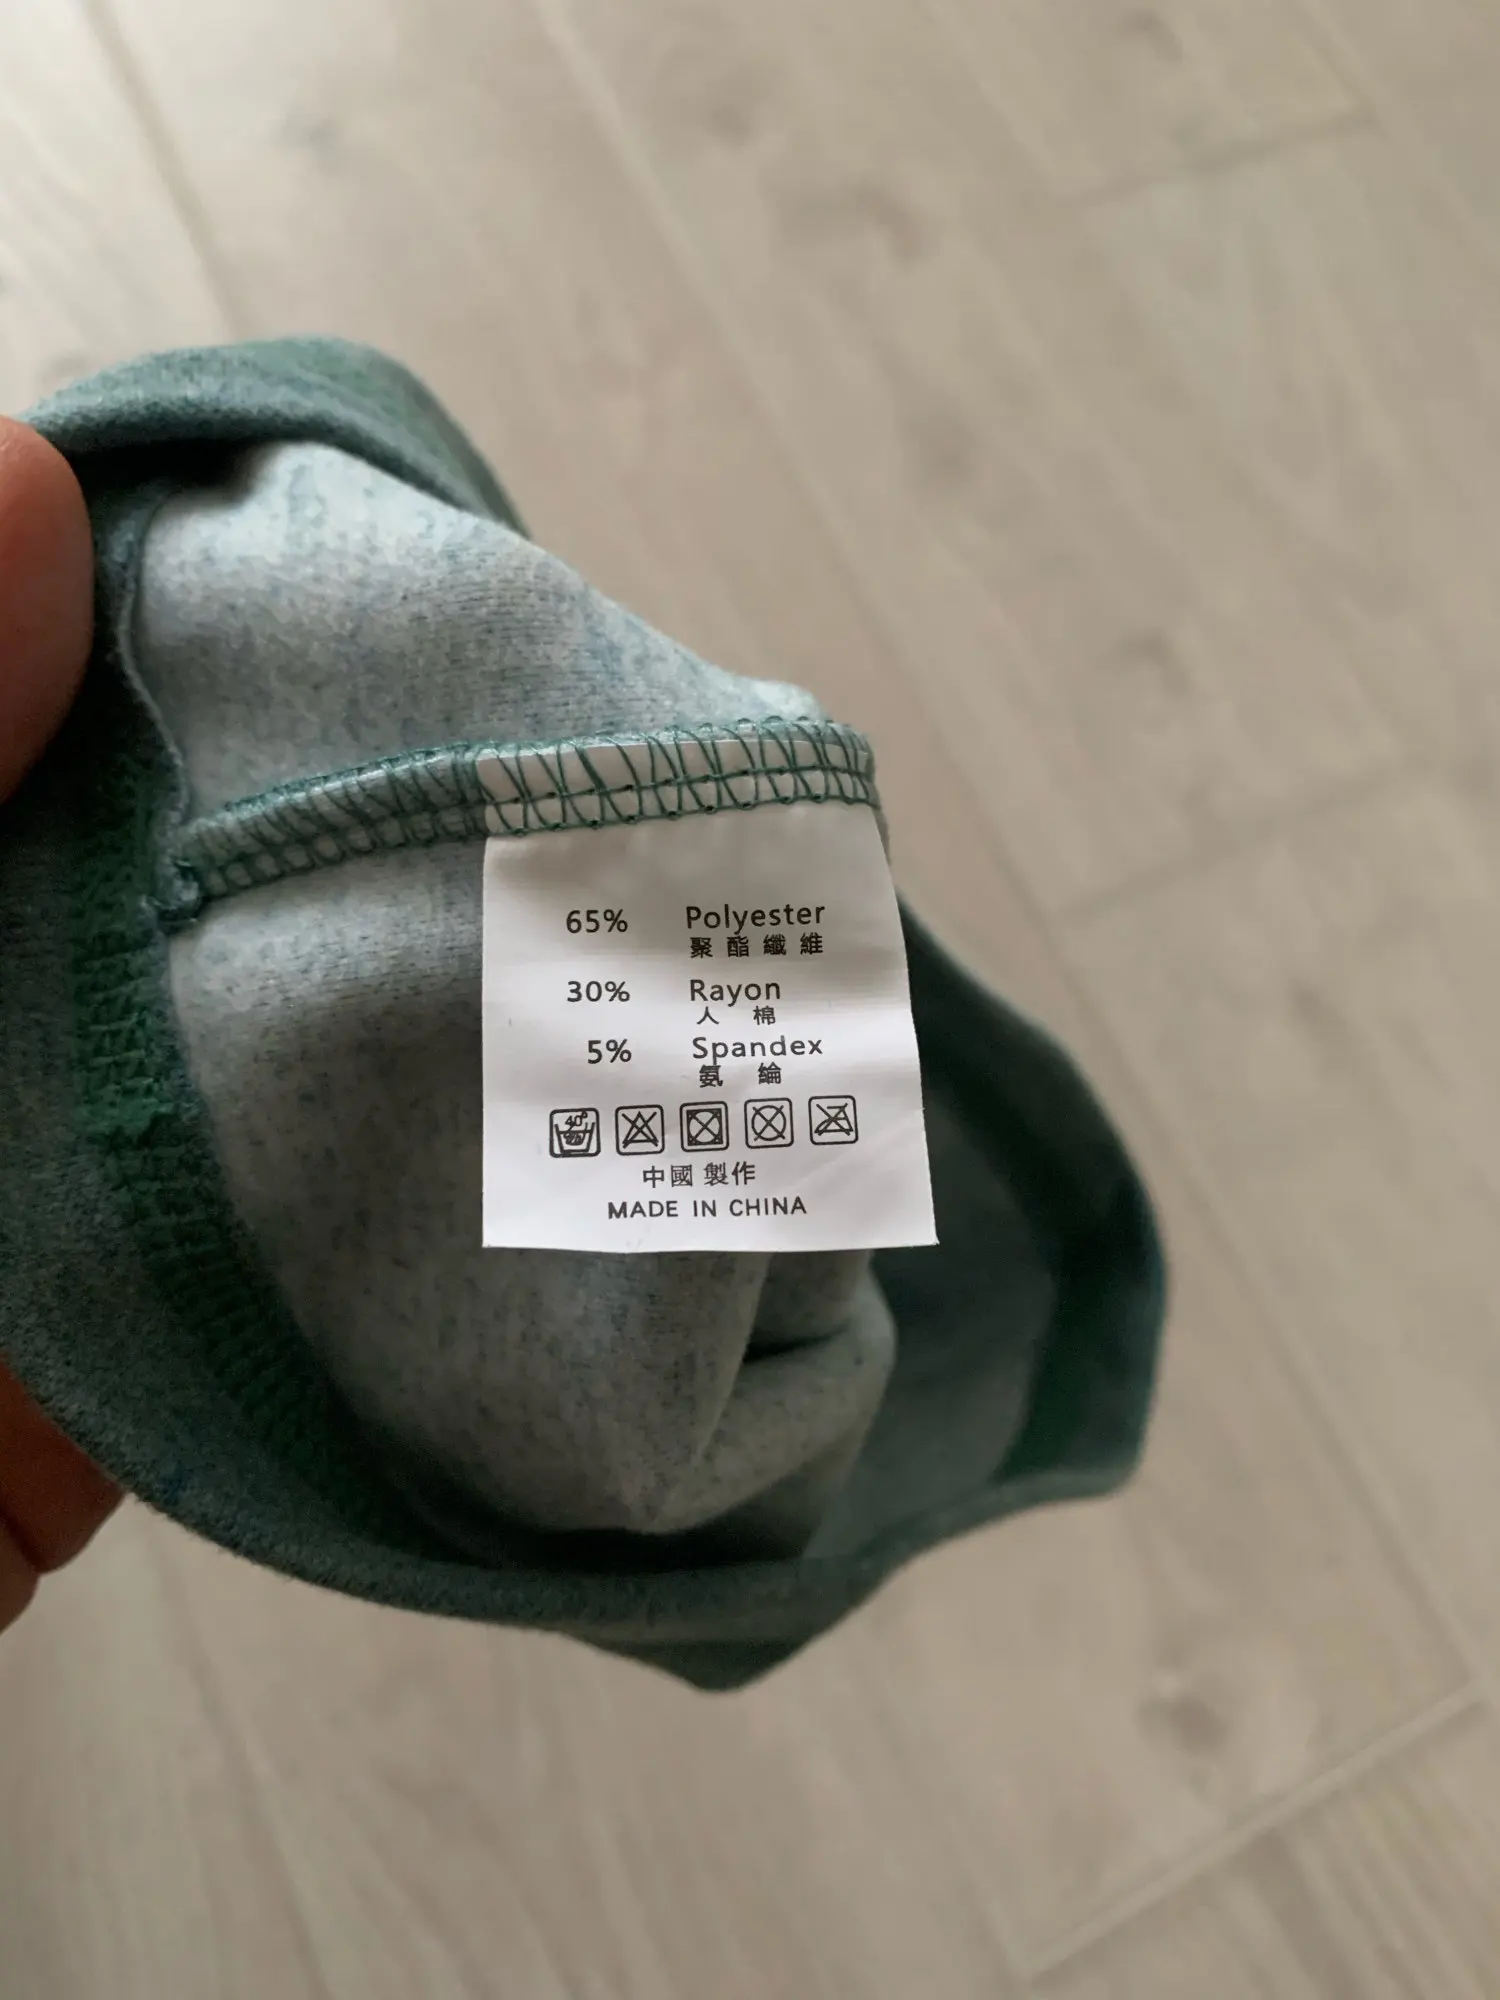 65% Polyester
聚酯纖維
30% Rayon
人棉
5% Spandex
氨綸
40°
中國製作
MADE IN CHINA